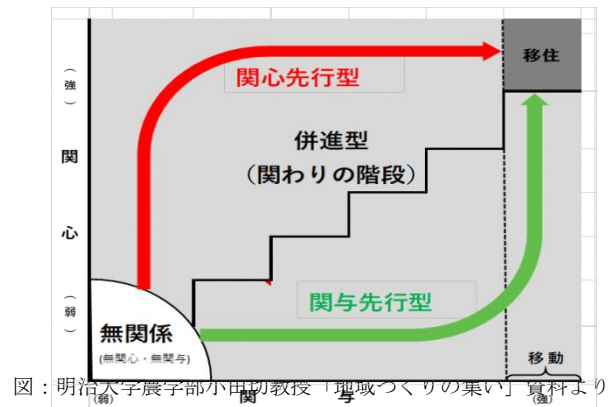 移住
関心先行型
併進型
（関わりの階段）
（強）
関
心
（弱）
関与先行型
無関係
(無関心・無関与)
移動
図：明治大学農学部小田切教授「地域づくりの集い」資料より
（弱）
関　与
（強）